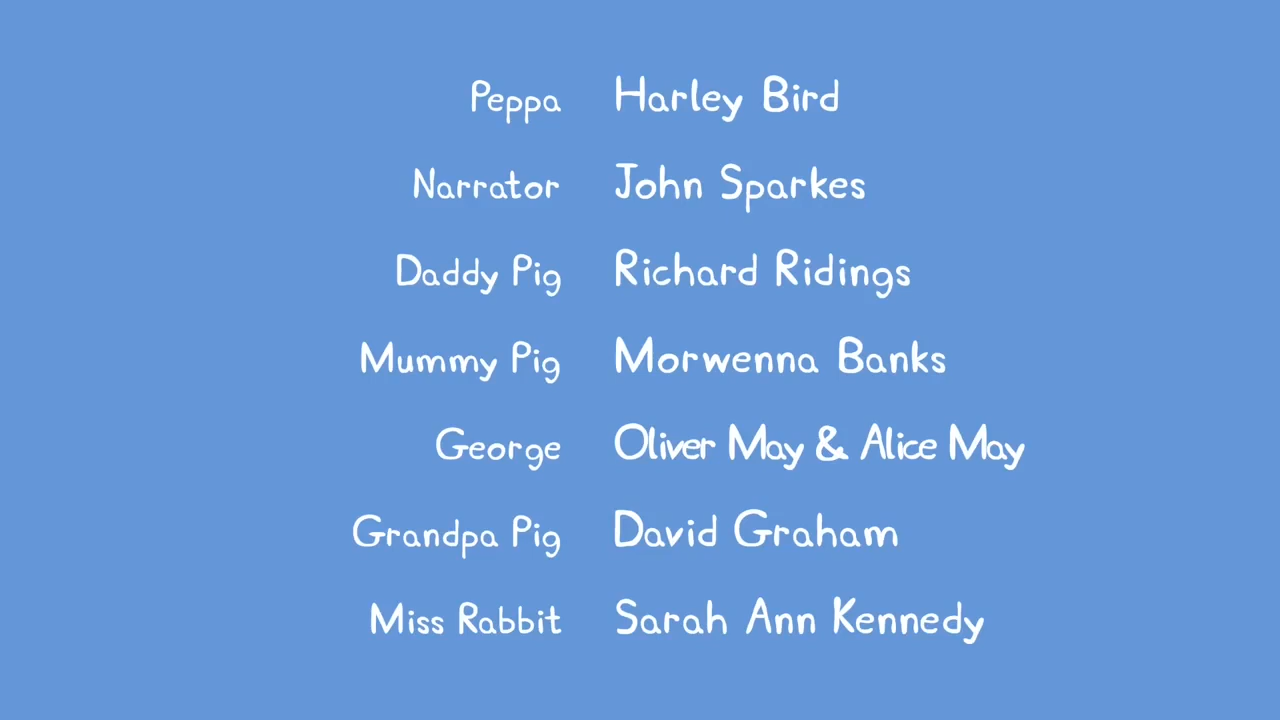 Peppa Harley Bird
Narrator John Sparkes
Daddy Pig Richard Ridings
Mummy Pig Morwenna Banks
George Oliver May & Alice May
Grandpa Pig David Graham
Miss Rabbit Sarah Ann Kennedy